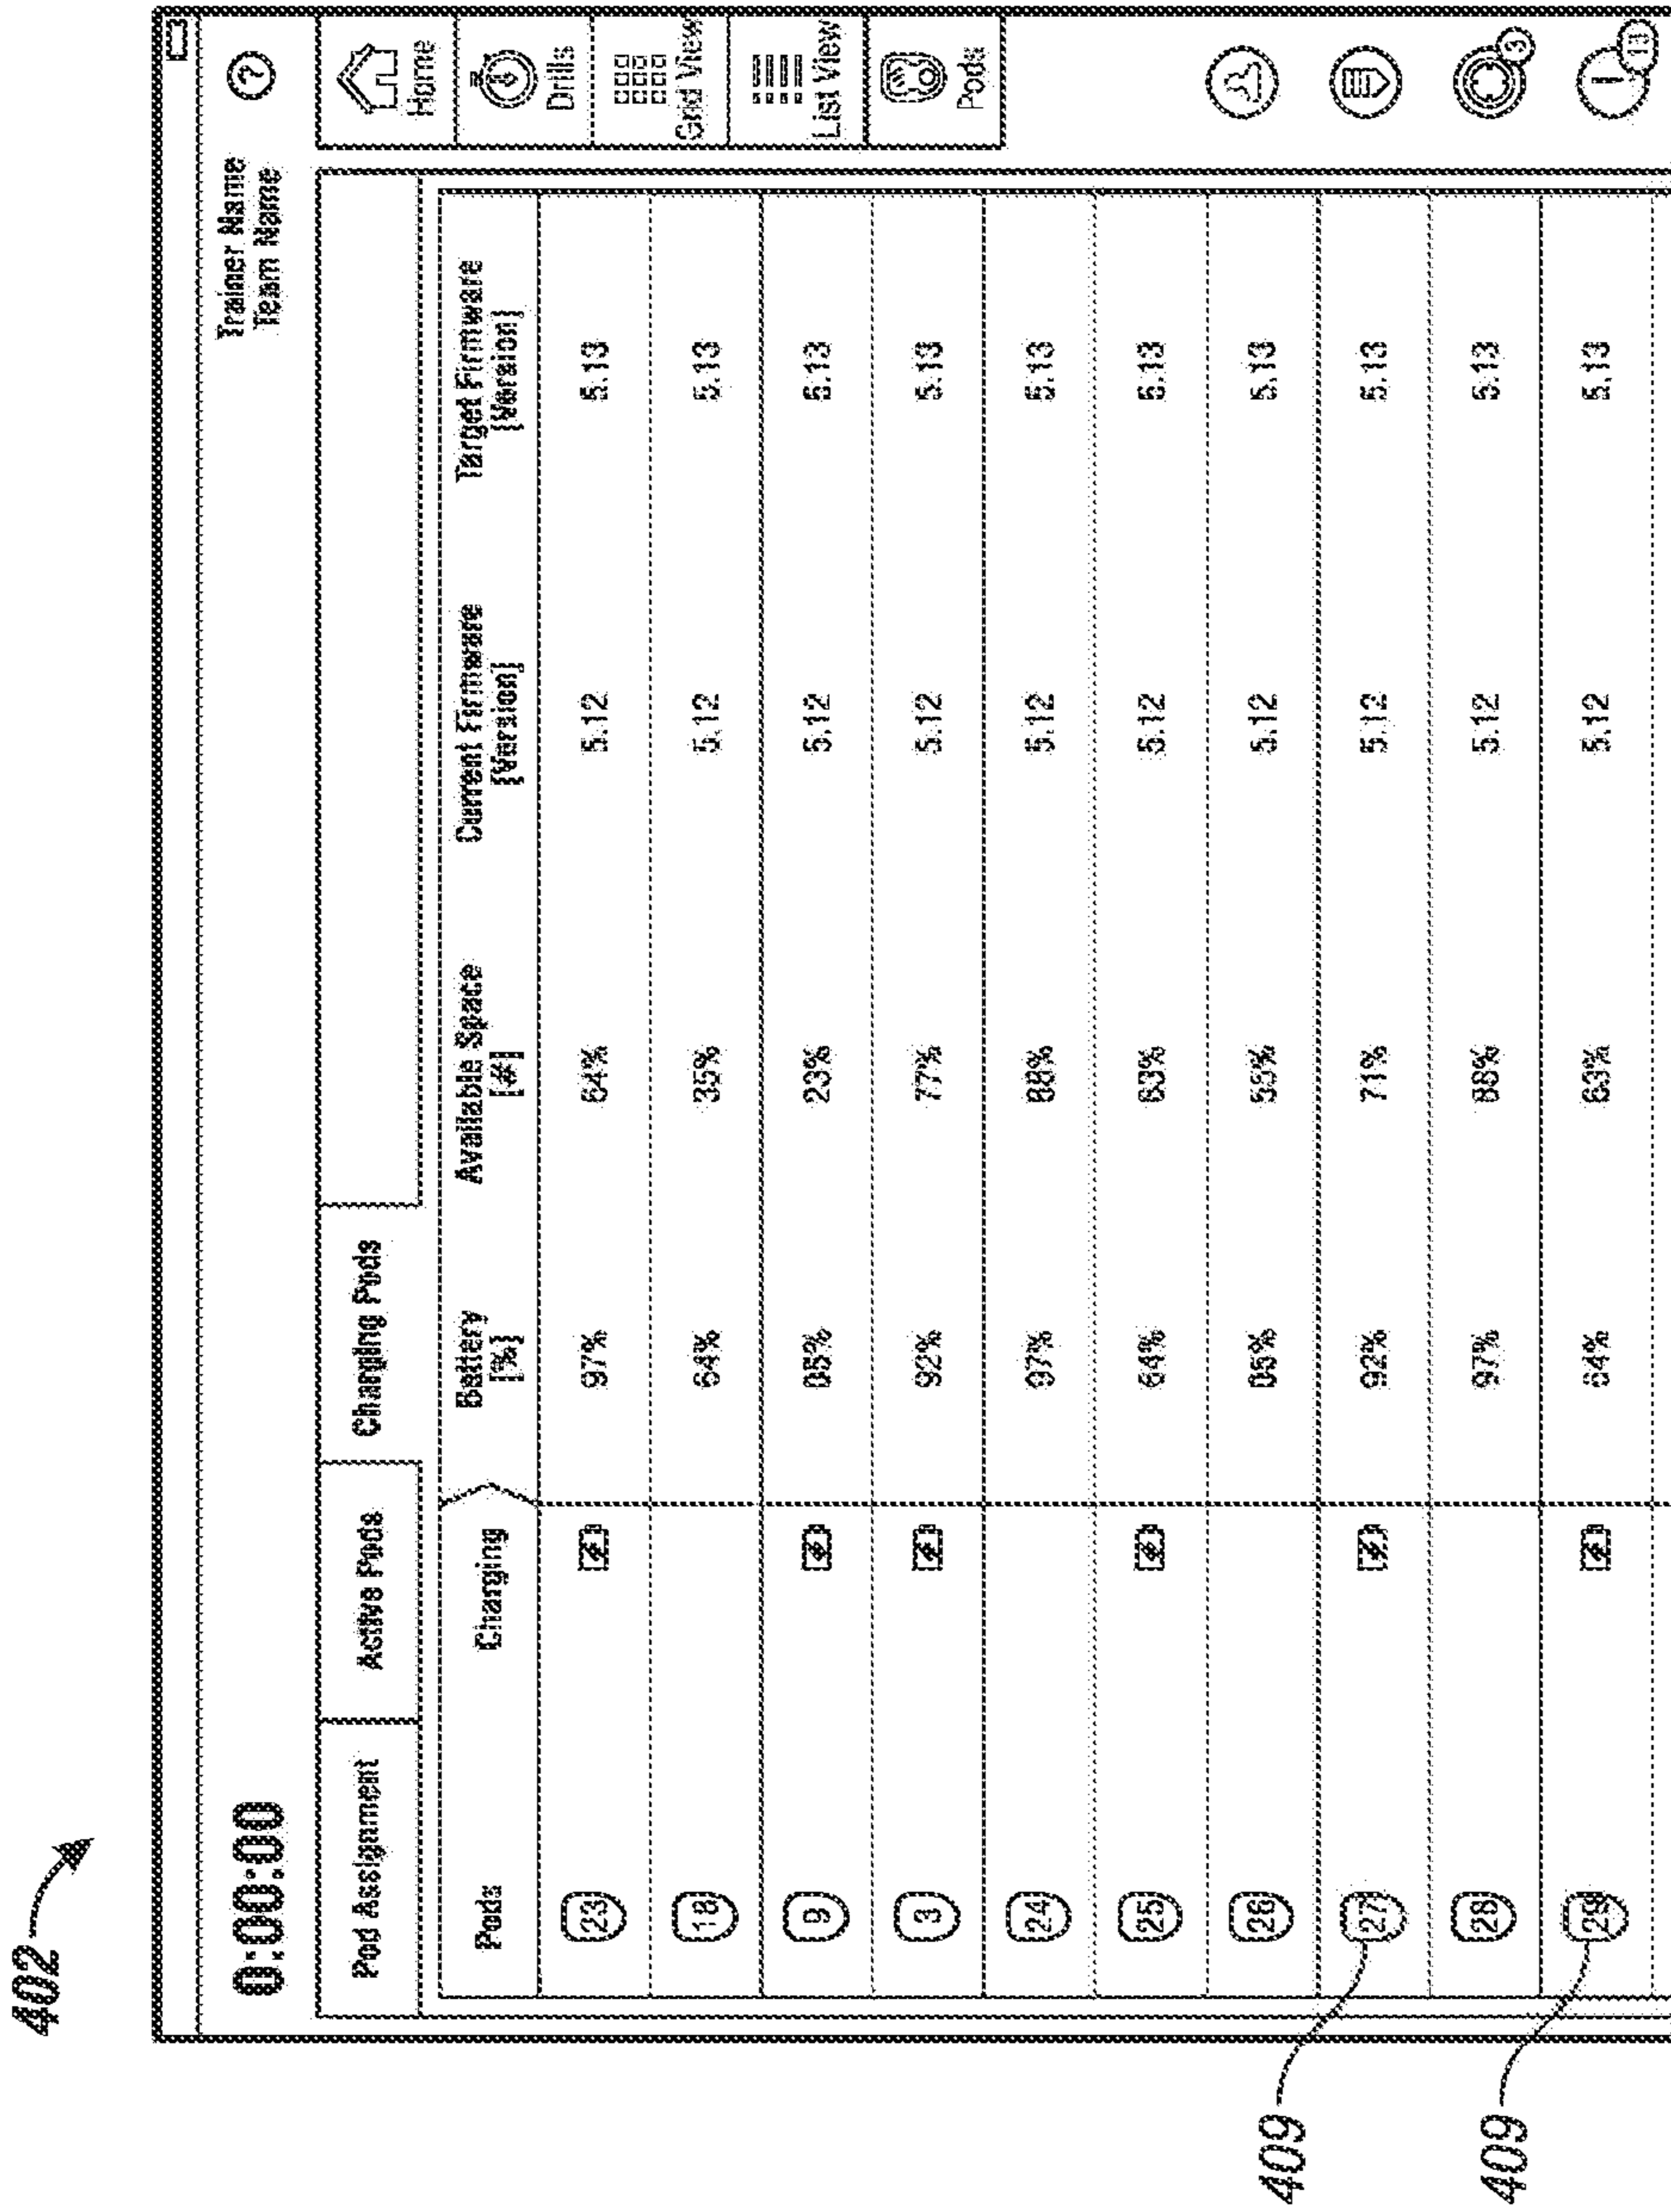 402
0:00:00
Trainer Name
Team Name
?
Pod Assignment Active Pods Charging Pods
Home
Drills
Grid View
List View
Pods
3
Pods Charging Battery [%] Available Space [#] Current Firmware [Version] Target Firmware [Version]
23 97% 64% 5.12 5.13
18 64% 35% 5.12 5.13
9 23% 5.12 5.13
3 92% 77% 5.12 5.13
24 97% 88% 5.12 5.13
25 64% 63% 5.12 5.13
26 5.12 5.13
27 92% 71% 5.12 5.13
28 97% 88% 5.12 5.13
29 64% 63% 5.12 5.13
409
409